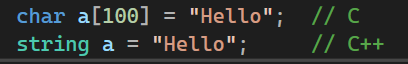 char a[100] = "Hello";  // C
string a = "Hello";     // C++